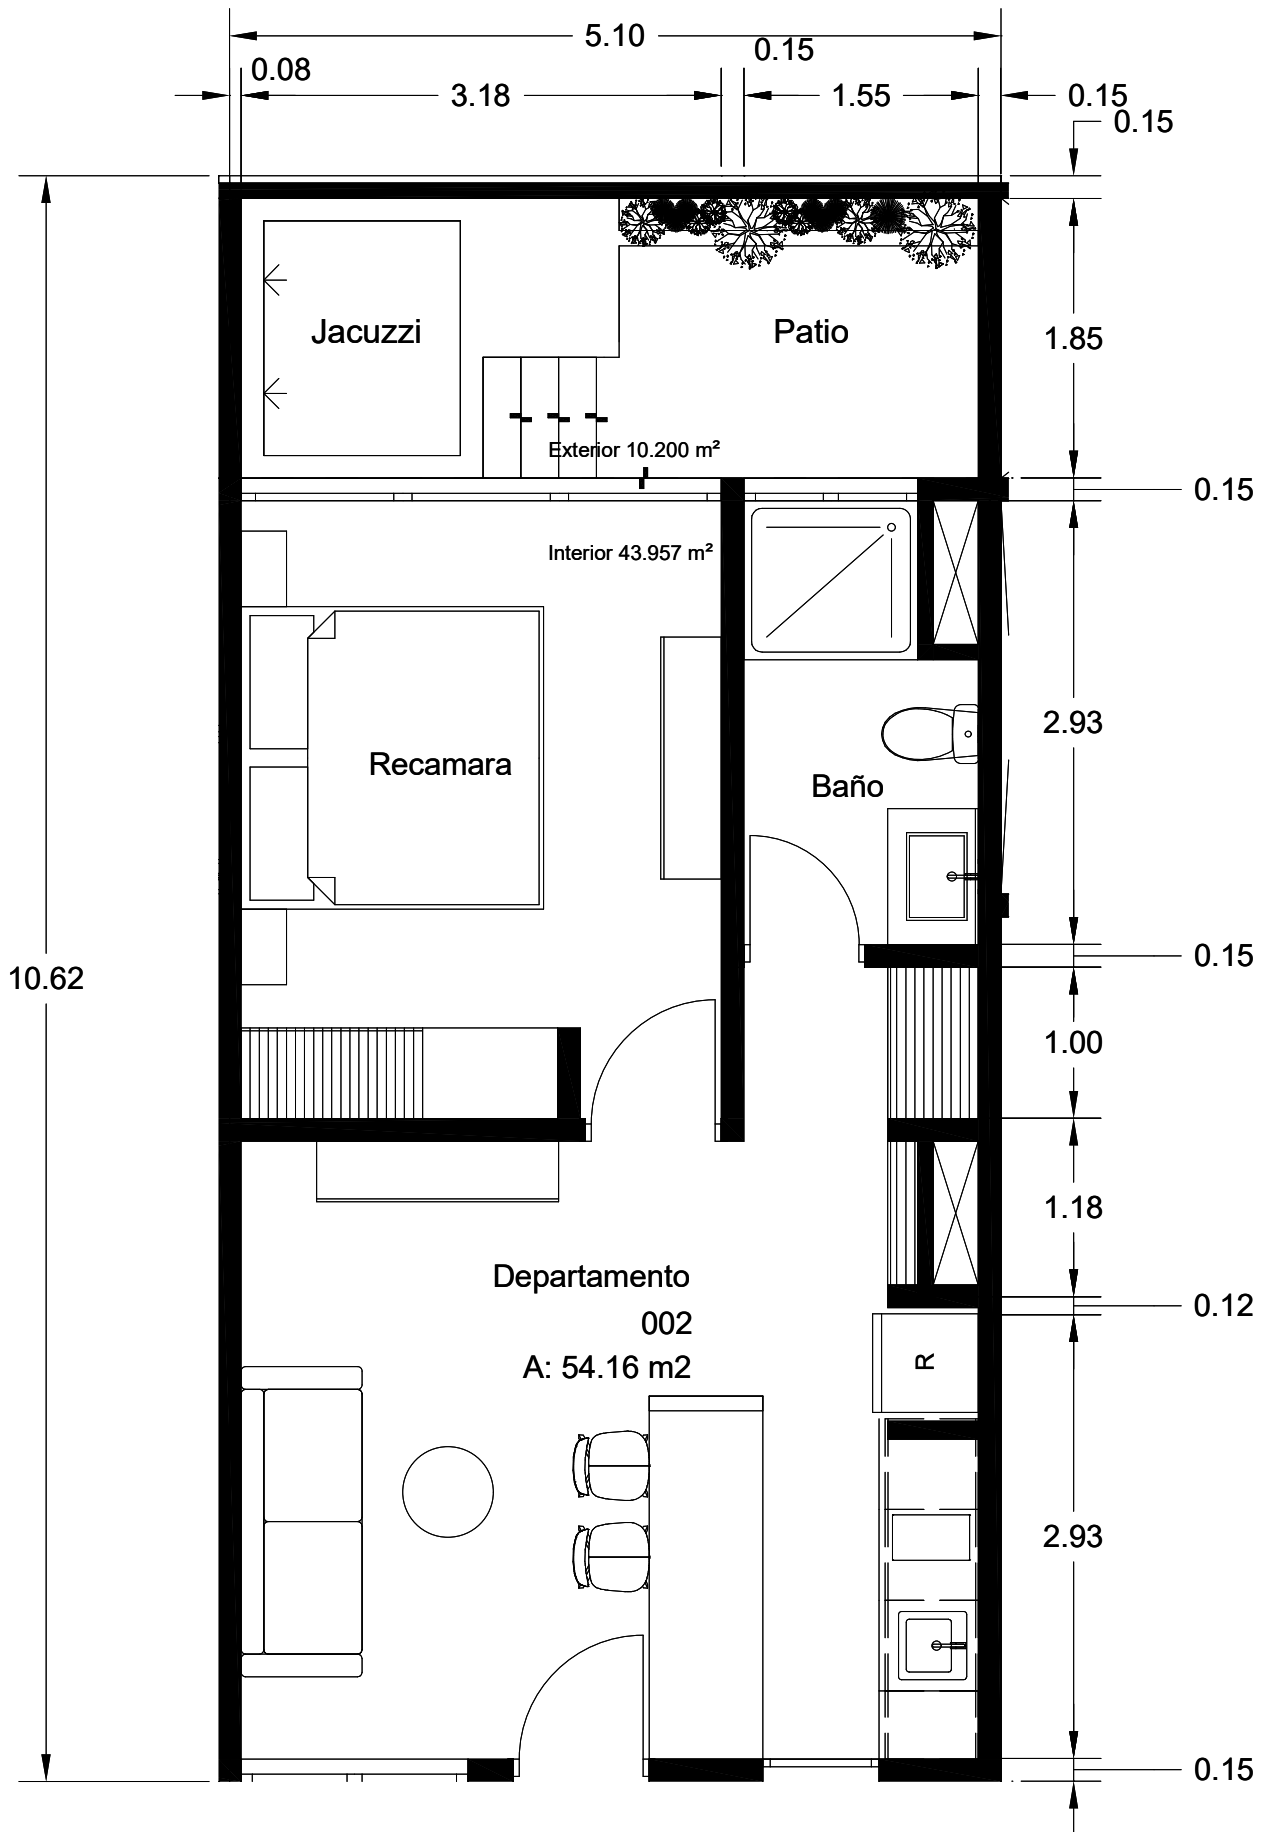 5.10
0.15
0.08
3.18
1.55
0.15
0.15
Jacuzzi
Patio
1.85
Exterior 10.200 m²
0.15
Interior 43.957 m²
2.93
Recamara
Baño
0.15
10.62
1.00
1.18
Departamento
002
0.12
A: 54.16 m2
R
2.93
0.15